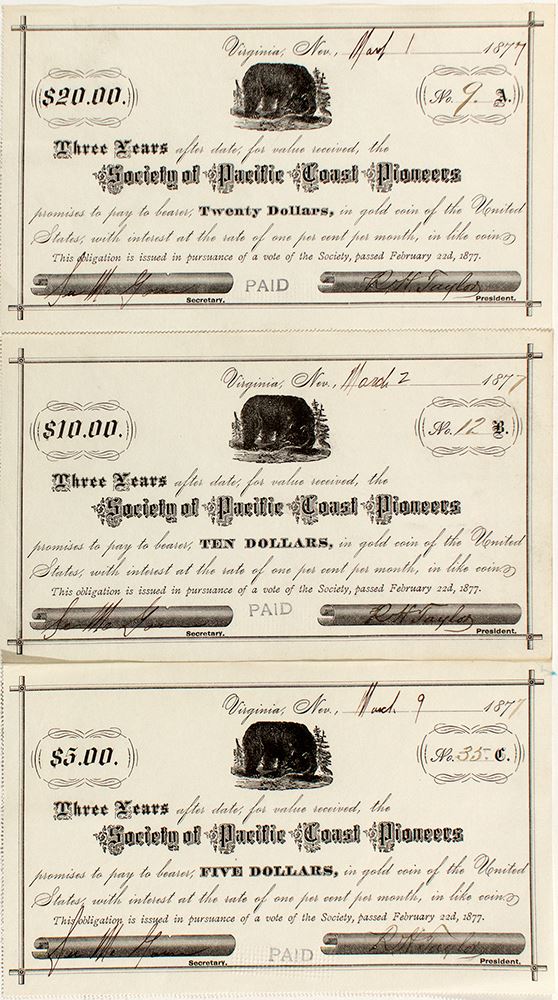 Virginia, Nev., March 1 1877
$20.00. No. 9 A.
Three Years after date, for value received, the
Society of Pacific Coast Pioneers
promises to pay to bearer, Twenty Dollars, in gold coin of the United
States, with interest at the rate of one per cent per month, in like coin
This obligation is issued in pursuance of a vote of the Society, passed February 22d, 1877.
PAID R H Taylor
Secretary. President.
Virginia, Nev., March 2 1877
$10.00. No. 12 B.
Three Years after date, for value received, the
Society of Pacific Coast Pioneers
promises to pay to bearer, TEN DOLLARS, in gold coin of the United
States, with interest at the rate of one per cent per month, in like coin
This obligation is issued in pursuance of a vote of the Society, passed February 22d, 1877.
PAID R H Taylor
Secretary. President.
Virginia, Nev., March 9 1877
$5.00. No. 35 C.
Three Years after date, for value received, the
Society of Pacific Coast Pioneers
promises to pay to bearer, FIVE DOLLARS, in gold coin of the United
States, with interest at the rate of one per cent per month, in like coin
This obligation is issued in pursuance of a vote of the Society, passed February 22d, 1877.
PAID R H Taylor
Secretary. President.